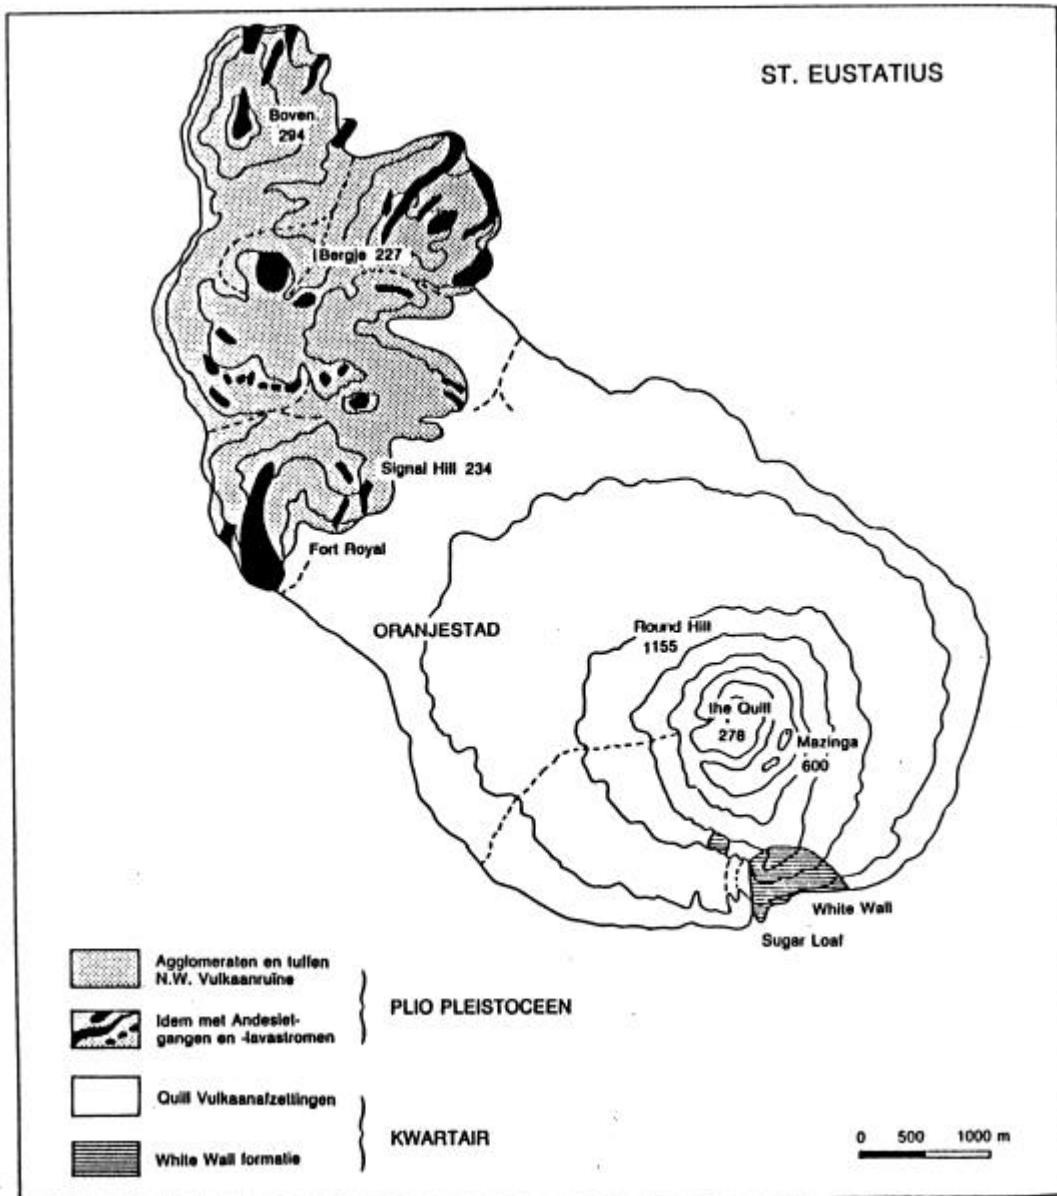 ST. EUSTATIUS
Boven
294
Bergje 227
Signal Hill 234
Fort Royal
ORANJESTAD
Round Hill
1155
the Quill
278
Mazinga
600
White Wall
Sugar Loaf
Agglomeraten en tuffen
N.W. Vulkaanruïne
Idem met Andesiet-
gangen en -lavastromen
PLIO PLEISTOCEEN
Quill Vulkaanafzettingen
White Wall formatie
KWARTAIR
0 500 1000 m